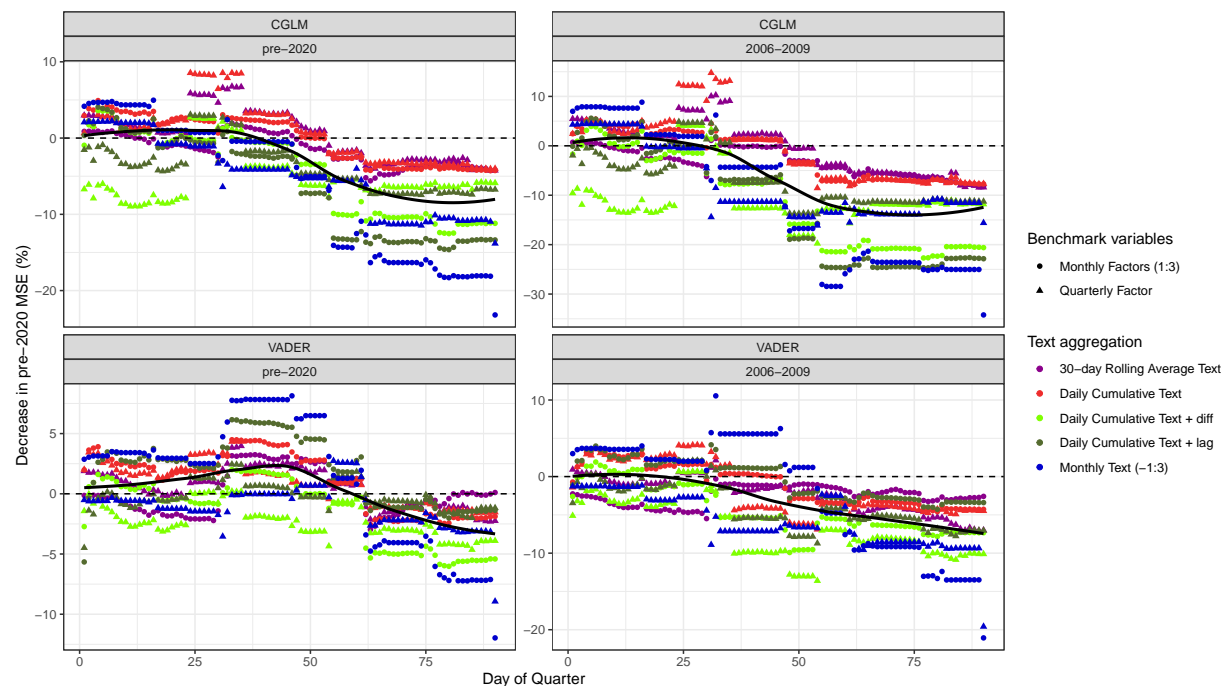 CGLM
CGLM
pre−2020
2006−2009
10
0
−10
−20
10
0
−10
−20
−30
VADER
VADER
pre−2020
2006−2009
5
0
−5
−10
10
0
−10
−20
0
25
50
75
0
25
50
75
Day of Quarter
Decrease in pre−2020 MSE (%)
Benchmark variables
Monthly Factors (1:3)
Quarterly Factor
Text aggregation
30−day Rolling Average Text
Daily Cumulative Text
Daily Cumulative Text + diff
Daily Cumulative Text + lag
Monthly Text (−1:3)